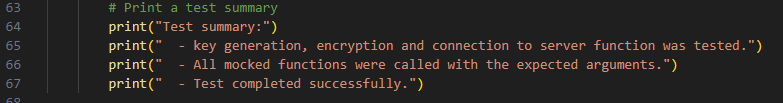 63 # Print a test summary
64 print("Test summary:")
65 print("  - key generation, encryption and connection to server function was tested.")
66 print("  - All mocked functions were called with the expected arguments.")
67 print("  - Test completed successfully.")
68